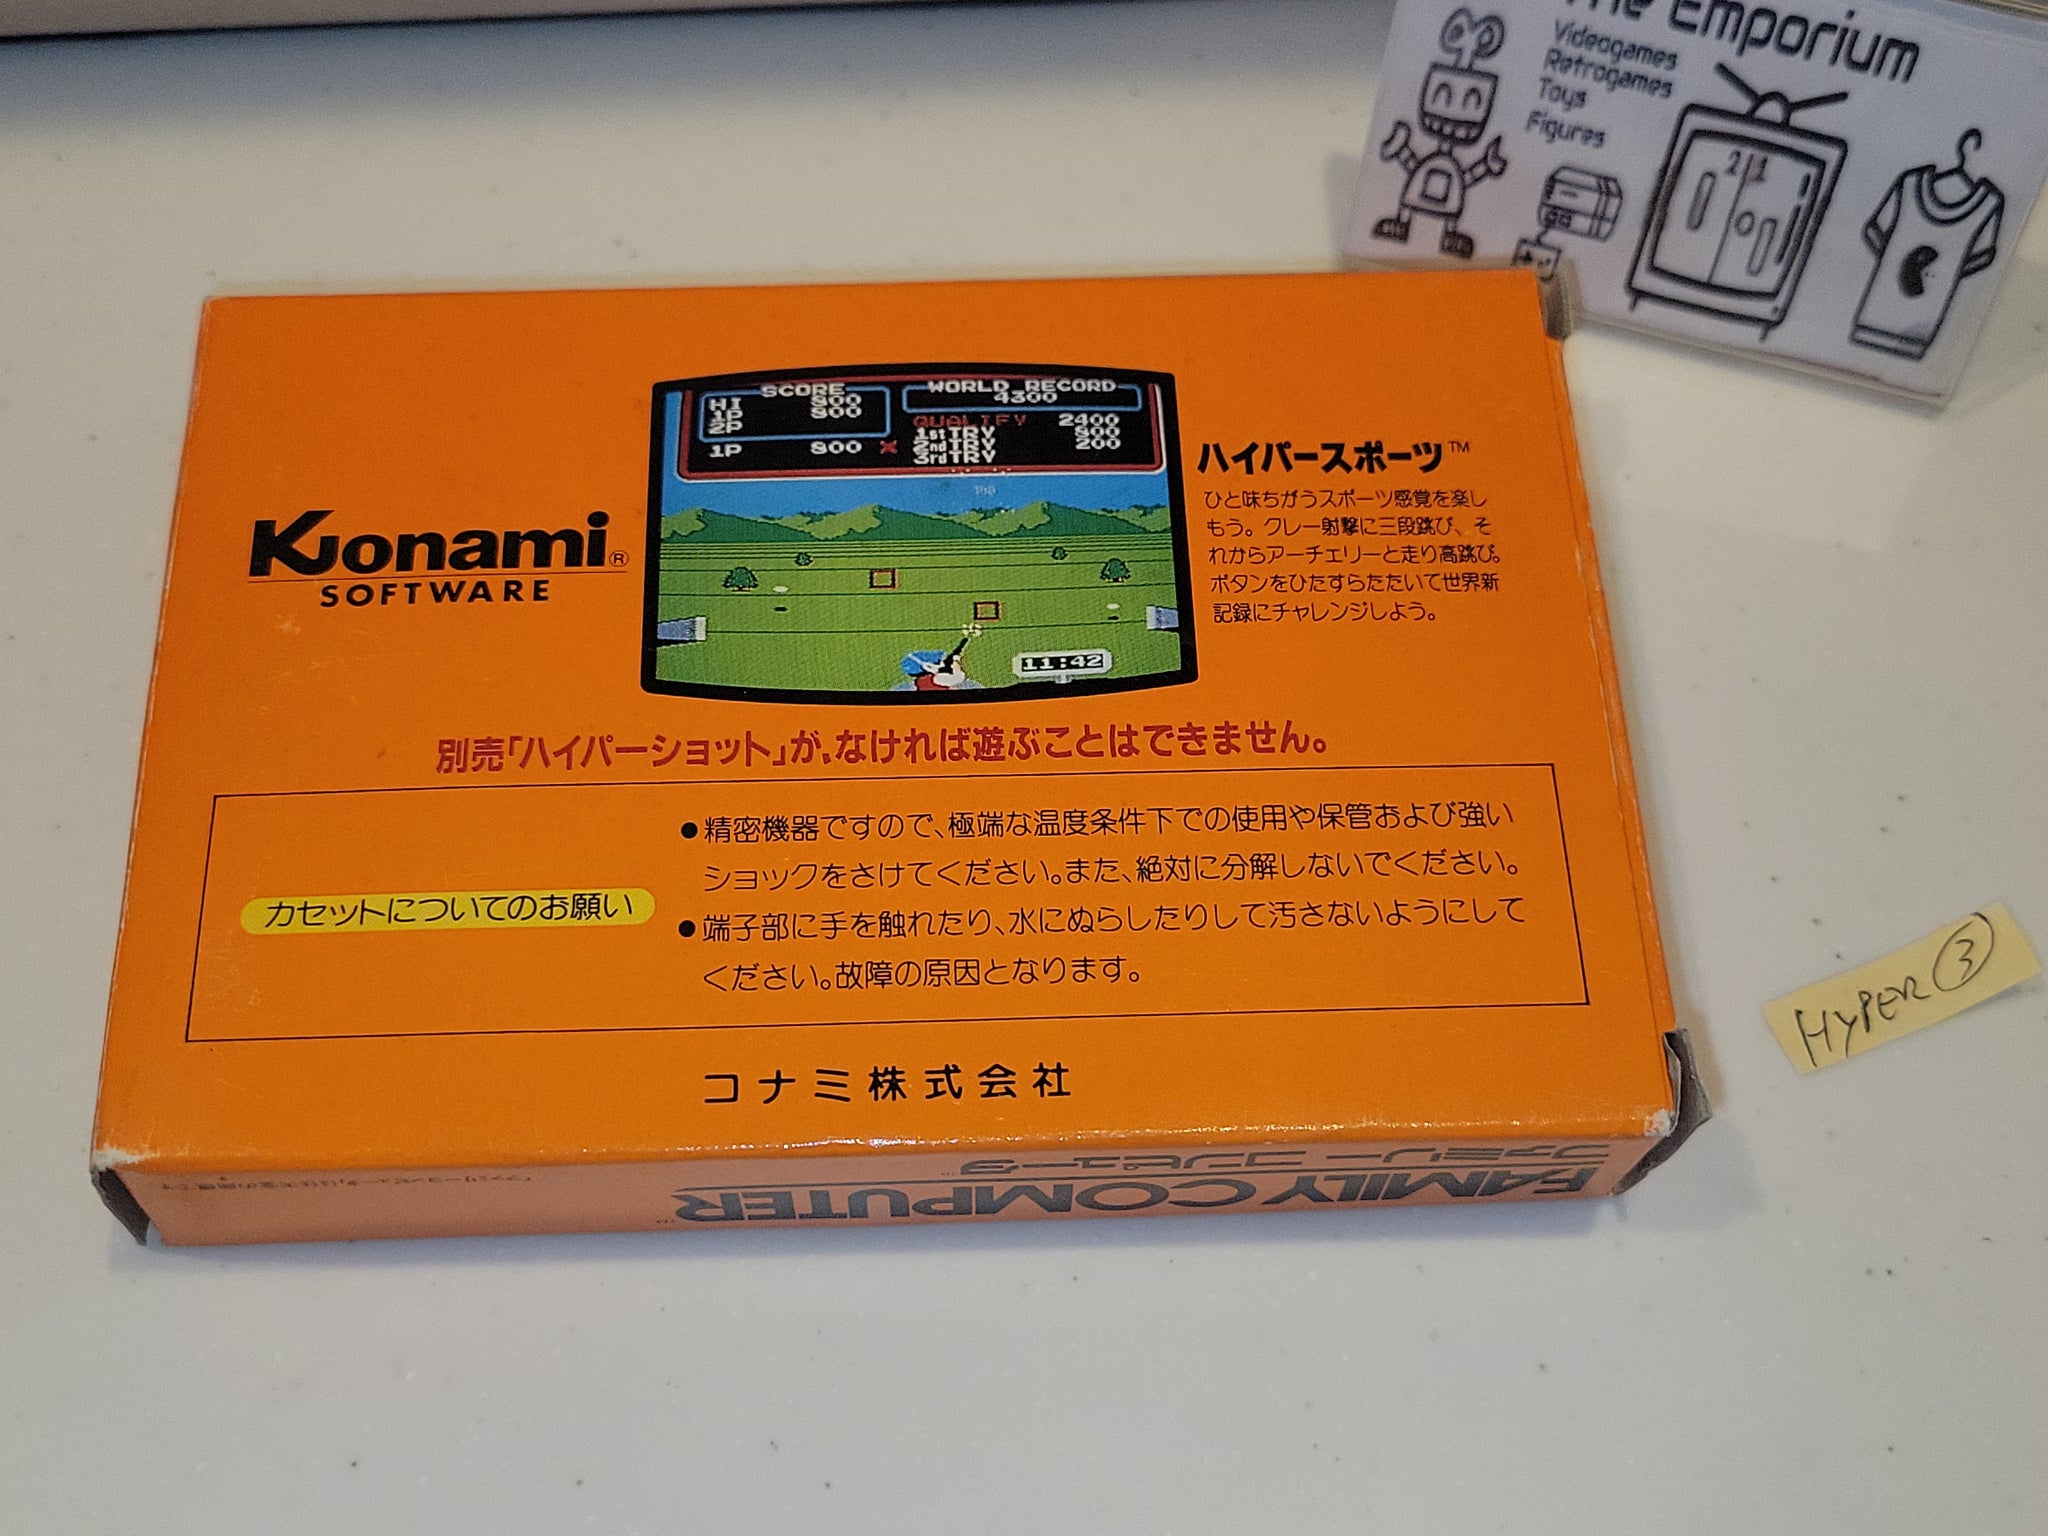 The Emporium
Videogames
Retrogames
Toys
Figures
2 1
SCORE
HI 800
1P 800
2P
1P 800
WORLD RECORD
4300
QUALIFY 2400
1st TRY 800
2nd TRY 200
3rd TRY
11:42
Konami®
SOFTWARE
ハイパースポーツ™
ひと味ちがうスポーツ感覚を楽し
もう。クレー射撃に三段跳び、そ
れからアーチェリーと走り高跳び。
ボタンをひたすらたたいて世界新
記録にチャレンジしよう。
別売「ハイパーショット」が、なければ遊ぶことはできません。
カセットについてのお願い
●精密機器ですので、極端な温度条件下での使用や保管および強い
ショックをさけてください。また、絶対に分解しないでください。
●端子部に手を触れたり、水にぬらしたりして汚さないようにして
ください。故障の原因となります。
コナミ株式会社
FAMILY COMPUTER™
ファミリー コンピュータ
HYPER ③